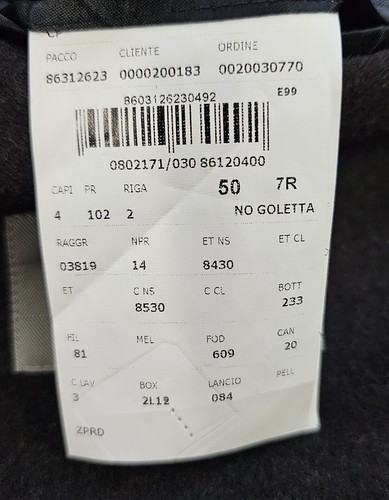 CF
PACCO CLIENTE ORDINE
86312623 0000200183 0020030770
8603126230492 E99
0802171/030 86120400
CAPI PR RIGA 50 7R
4 102 2 NO GOLETTA
RAGGR NPR ET NS ET CL
03819 14 8430
ET C NS C CL BOTT
8530 233
FIL MEL FOD CAN
81 609 20
C LAV BOX LANCIO PELL
3 2L12 084
ZPRD